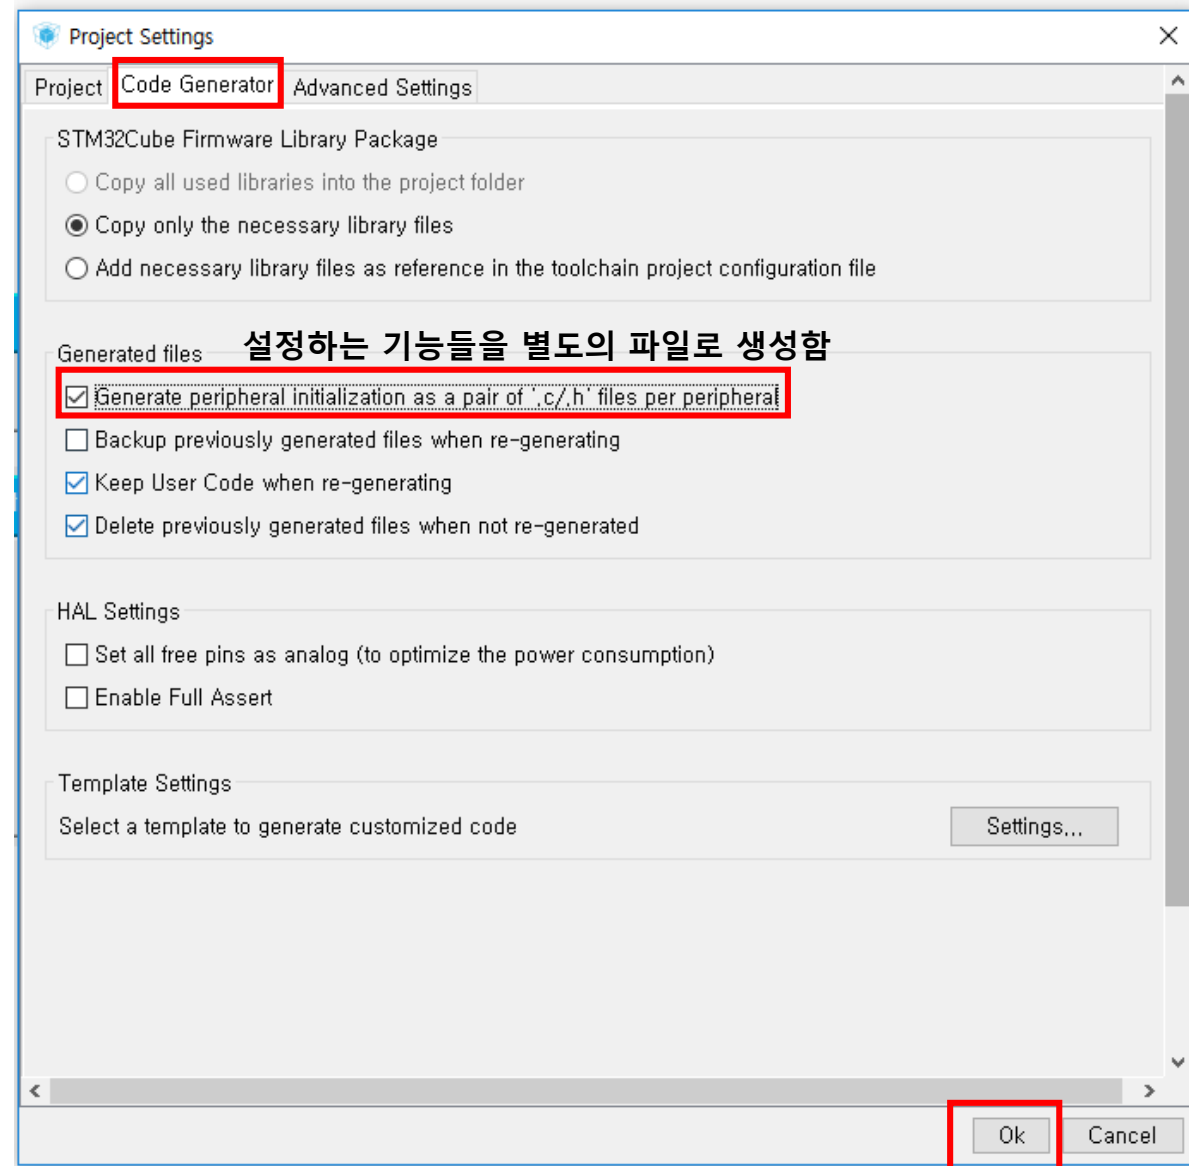 Project Settings
Project Code Generator Advanced Settings
STM32Cube Firmware Library Package
Copy all used libraries into the project folder
Copy only the necessary library files
Add necessary library files as reference in the toolchain project configuration file
설정하는 기능들을 별도의 파일로 생성함
Generated files
Generate peripheral initialization as a pair of '.c/.h' files per peripheral
Backup previously generated files when re-generating
Keep User Code when re-generating
Delete previously generated files when not re-generated
HAL Settings
Set all free pins as analog (to optimize the power consumption)
Enable Full Assert
Template Settings
Select a template to generate customized code
Settings...
Ok Cancel